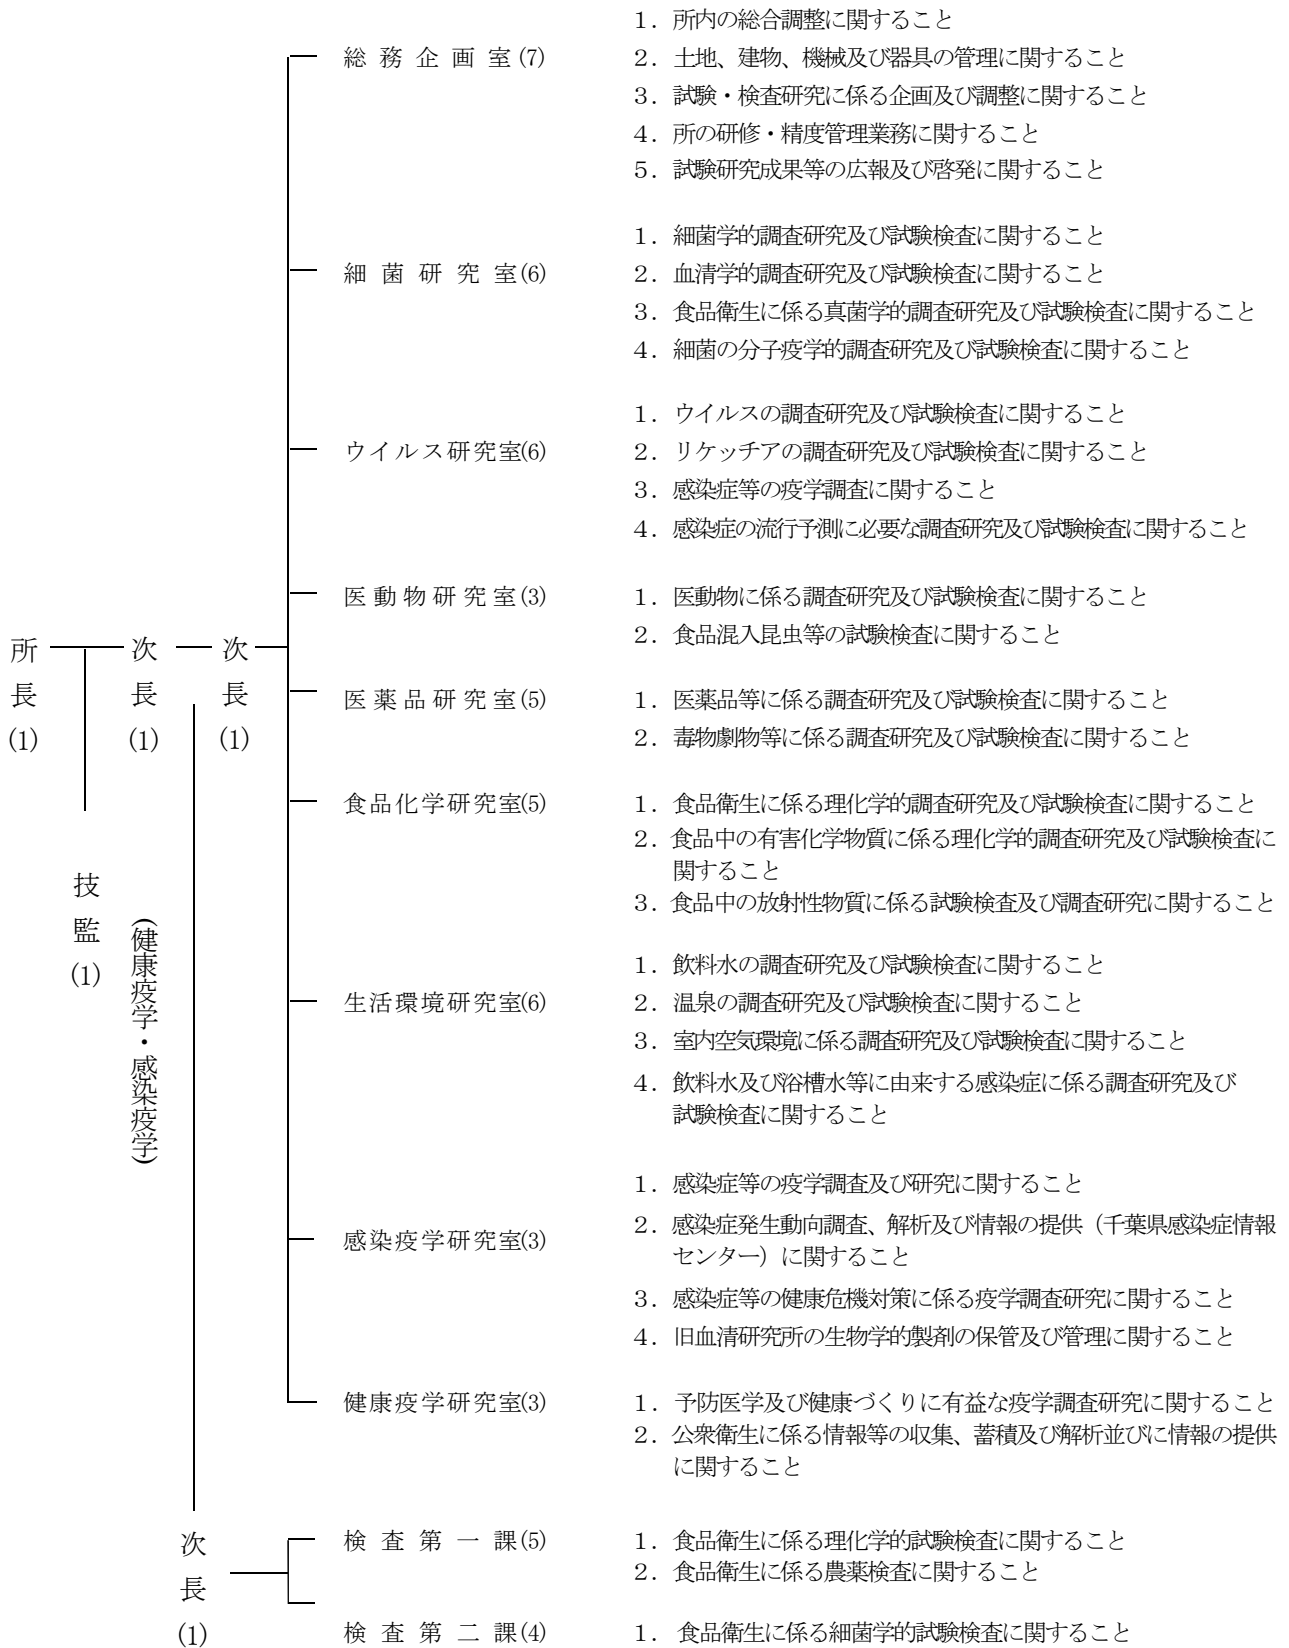 所長(1)
技監(1)
次長(1)
(健康疫学・感染疫学)
次長(1)
総務企画室(7)
1. 所内の総合調整に関すること
2. 土地、建物、機械及び器具の管理に関すること
3. 試験・検査研究に係る企画及び調整に関すること
4. 所の研修・精度管理業務に関すること
5. 試験研究成果等の広報及び啓発に関すること
細菌研究室(6)
1. 細菌学的調査研究及び試験検査に関すること
2. 血清学的調査研究及び試験検査に関すること
3. 食品衛生に係る真菌学的調査研究及び試験検査に関すること
4. 細菌の分子疫学的調査研究及び試験検査に関すること
ウイルス研究室(6)
1. ウイルスの調査研究及び試験検査に関すること
2. リケッチアの調査研究及び試験検査に関すること
3. 感染症等の疫学調査に関すること
4. 感染症の流行予測に必要な調査研究及び試験検査に関すること
医動物研究室(3)
1. 医動物に係る調査研究及び試験検査に関すること
2. 食品混入昆虫等の試験検査に関すること
医薬品研究室(5)
1. 医薬品等に係る調査研究及び試験検査に関すること
2. 毒物劇物等に係る調査研究及び試験検査に関すること
食品化学研究室(5)
1. 食品衛生に係る理化学的調査研究及び試験検査に関すること
2. 食品中の有害化学物質に係る理化学的調査研究及び試験検査に
関すること
3. 食品中の放射性物質に係る試験検査及び調査研究に関すること
生活環境研究室(6)
1. 飲料水の調査研究及び試験検査に関すること
2. 温泉の調査研究及び試験検査に関すること
3. 室内空気環境に係る調査研究及び試験検査に関すること
4. 飲料水及び浴槽水等に由来する感染症に係る調査研究及び
試験検査に関すること
感染疫学研究室(3)
1. 感染症等の疫学調査及び研究に関すること
2. 感染症発生動向調査、解析及び情報の提供（千葉県感染症情報
センター）に関すること
3. 感染症等の健康危機対策に係る疫学調査研究に関すること
4. 旧血清研究所の生物学的製剤の保管及び管理に関すること
健康疫学研究室(3)
1. 予防医学及び健康づくりに有益な疫学調査研究に関すること
2. 公衆衛生に係る情報等の収集、蓄積及び解析並びに情報の提供
に関すること
次長(1)
検査第一課(5)
1. 食品衛生に係る理化学的試験検査に関すること
2. 食品衛生に係る農薬検査に関すること
検査第二課(4)
1. 食品衛生に係る細菌学的試験検査に関すること